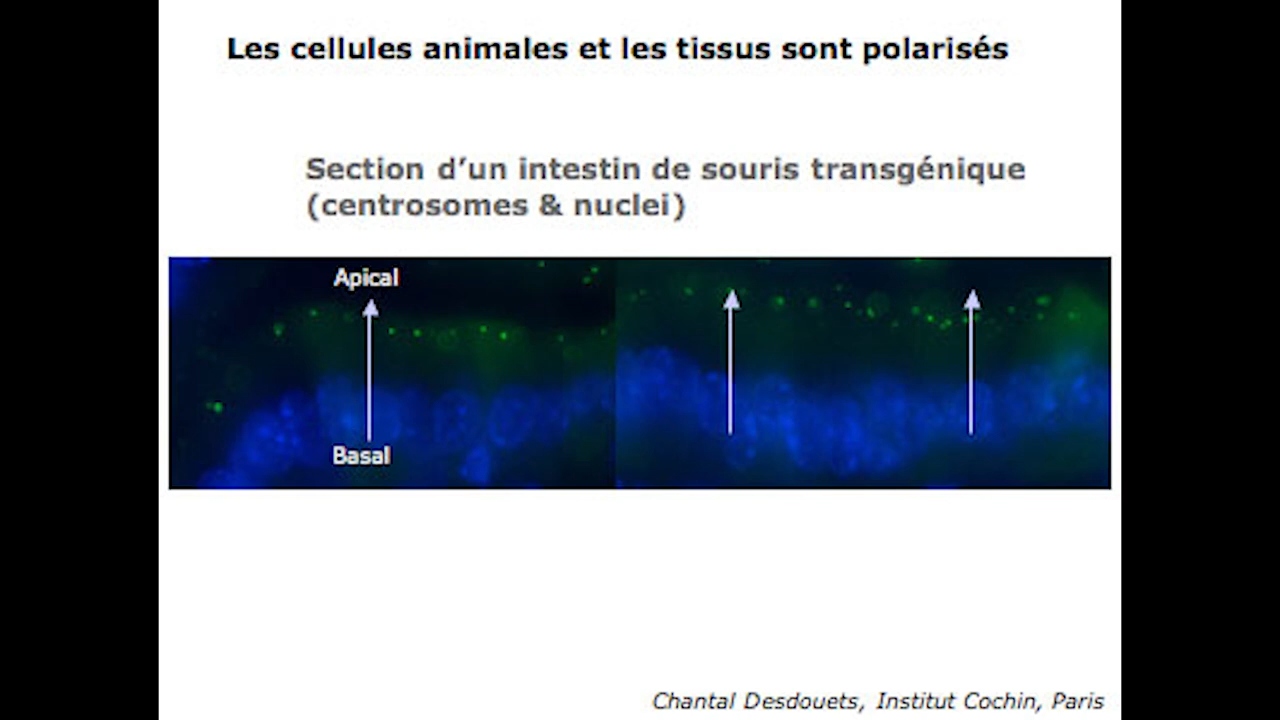 Les cellules animales et les tissus sont polarisés
Section d’un intestin de souris transgénique
(centrosomes & nuclei)
Apical
Basal
Chantal Desdouets, Institut Cochin, Paris